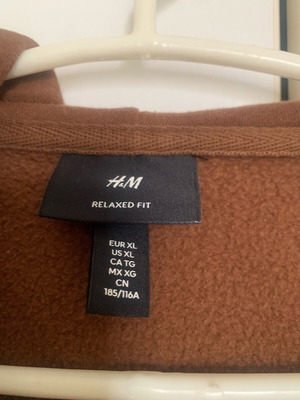 H&M
RELAXED FIT
EUR XL
US XL
CA TG
MX XG
CN
185/116A